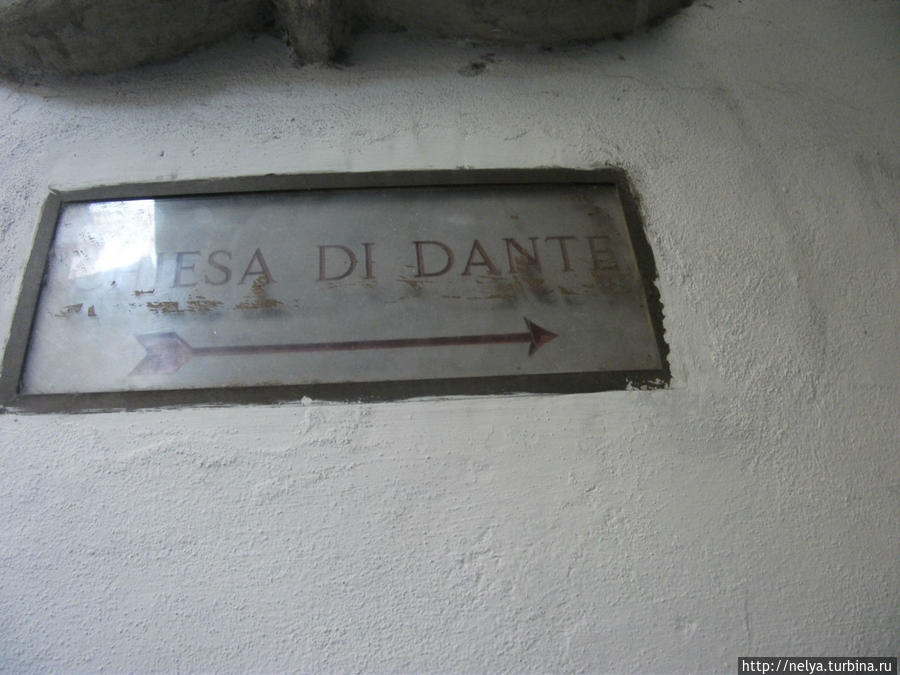 CHIESA DI DANTE
http://nelya.turbina.ru/